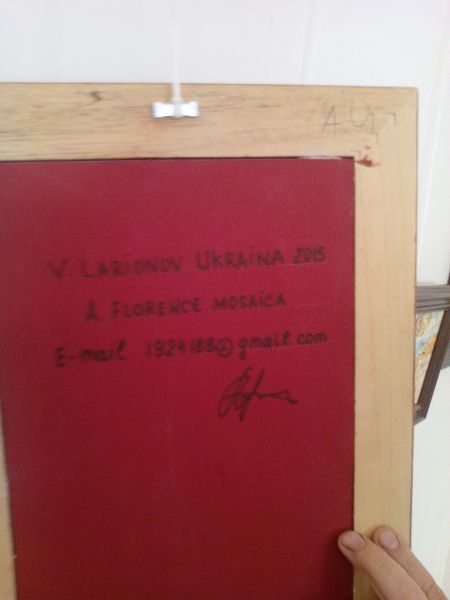 V. LARIONOV UKRAINA 2015
A FLORENCE MOSAICA
E-mail 1924188@gmail.com